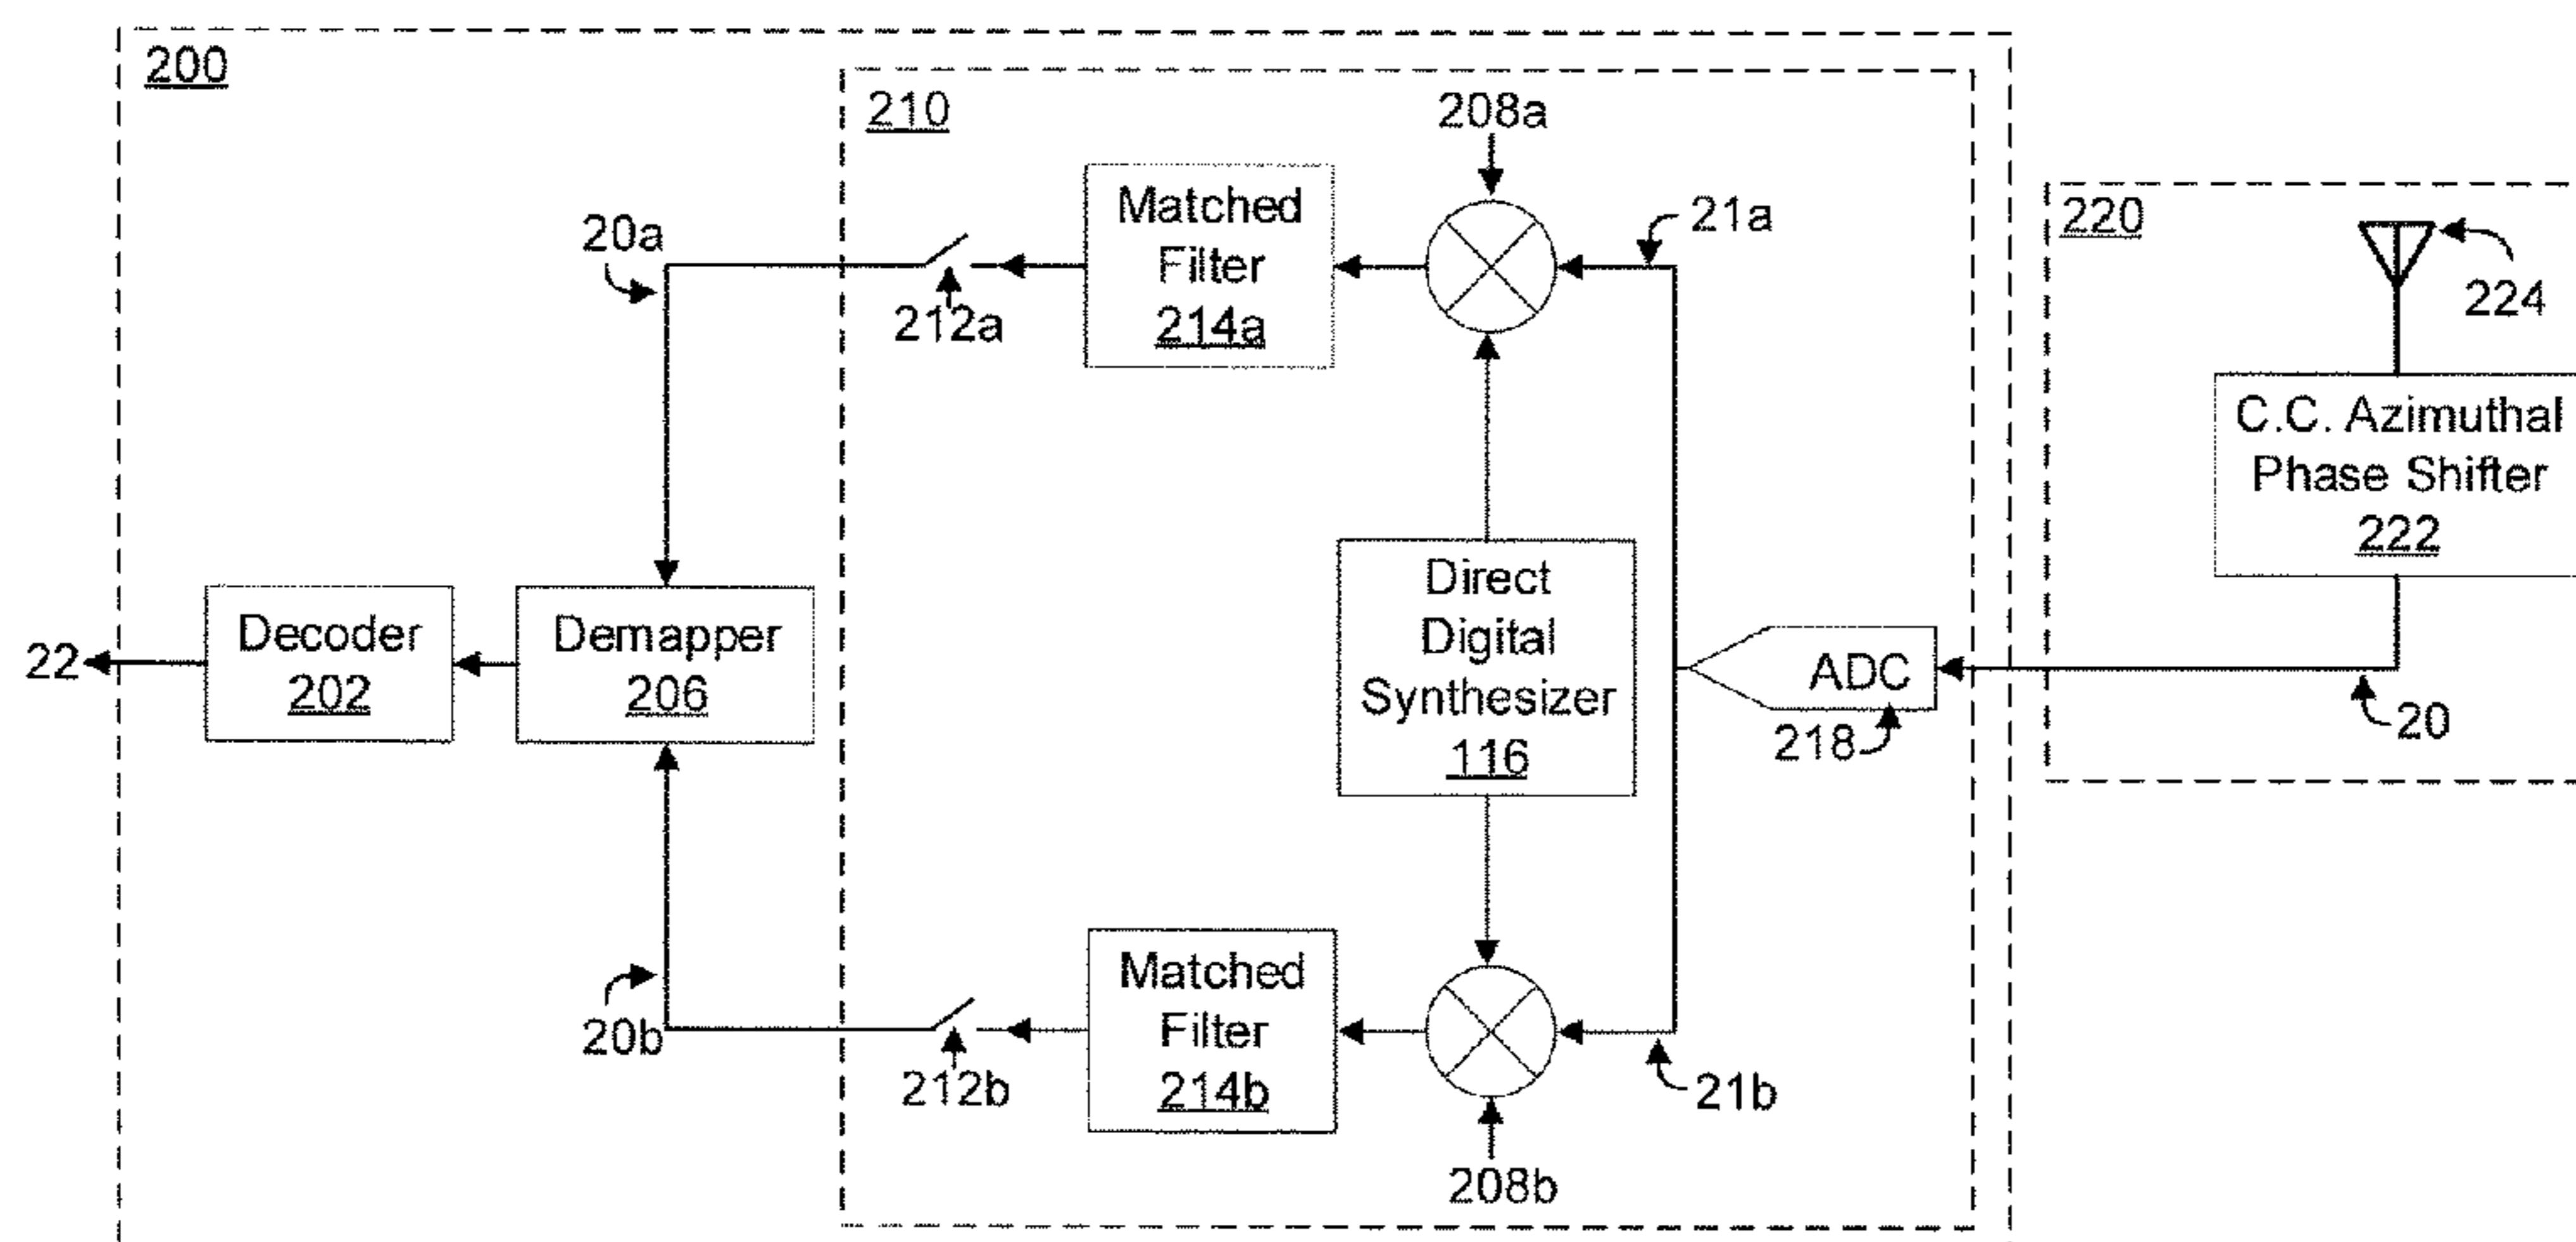 200
210
208a
220
Matched
Filter
214a
21a
20a
212a
224
C.C. Azimuthal
Phase Shifter
222
Direct
Digital
Synthesizer
116
Decoder
202
Demapper
206
22
ADC
218
20
Matched
Filter
214b
20b
212b
21b
208b